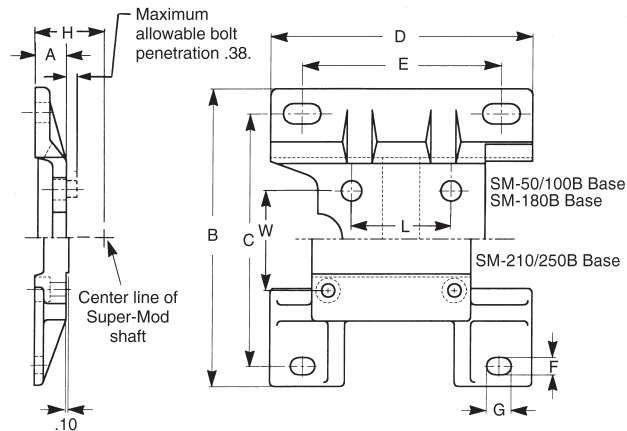 Maximum
allowable bolt
penetration .38.
H
A
D
E
SM-50/100B Base
SM-180B Base
L
W
B
C
SM-210/250B Base
Center line of
Super-Mod
shaft
F
G
.10